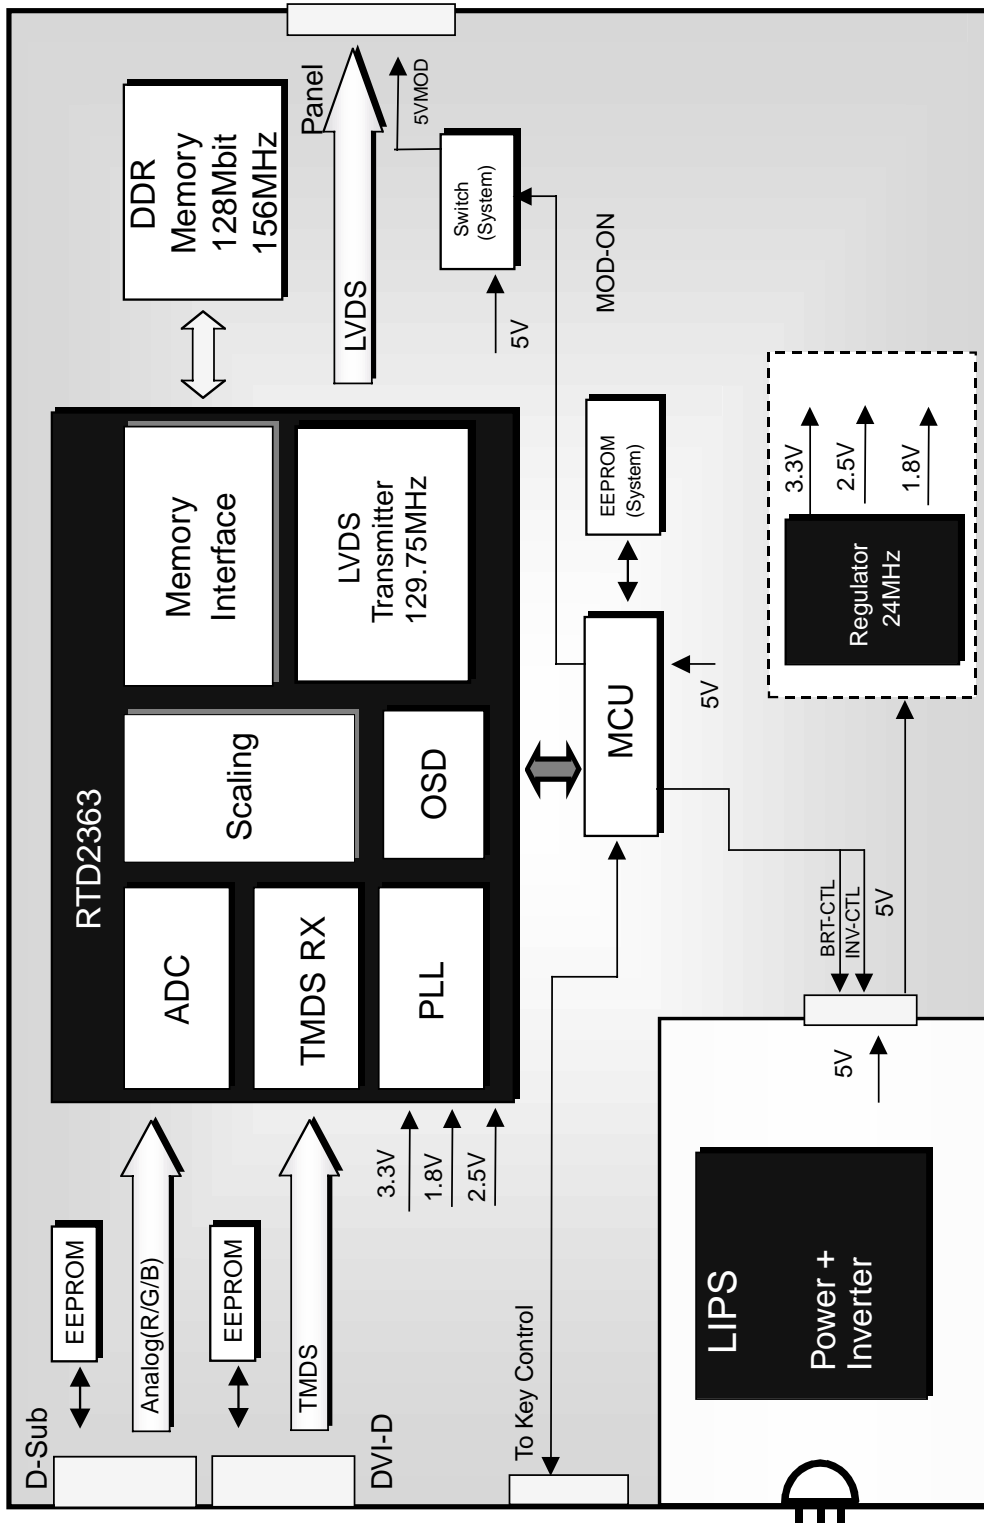 D-Sub
EEPROM
Analog(R/G/B)
EEPROM
TMDS
DVI-D
To Key Control
RTD2363
ADC
TMDS RX
PLL
Scaling
OSD
Memory
Interface
LVDS
Transmitter
129.75MHz
3.3V
1.8V
2.5V
DDR
Memory
128Mbit
156MHz
LVDS
Panel
5VMOD
Switch
(System)
5V
MOD-ON
EEPROM
(System)
MCU
5V
BRT-CTL
INV-CTL
5V
Regulator
24MHz
3.3V
2.5V
1.8V
LIPS
Power +
Inverter
5V